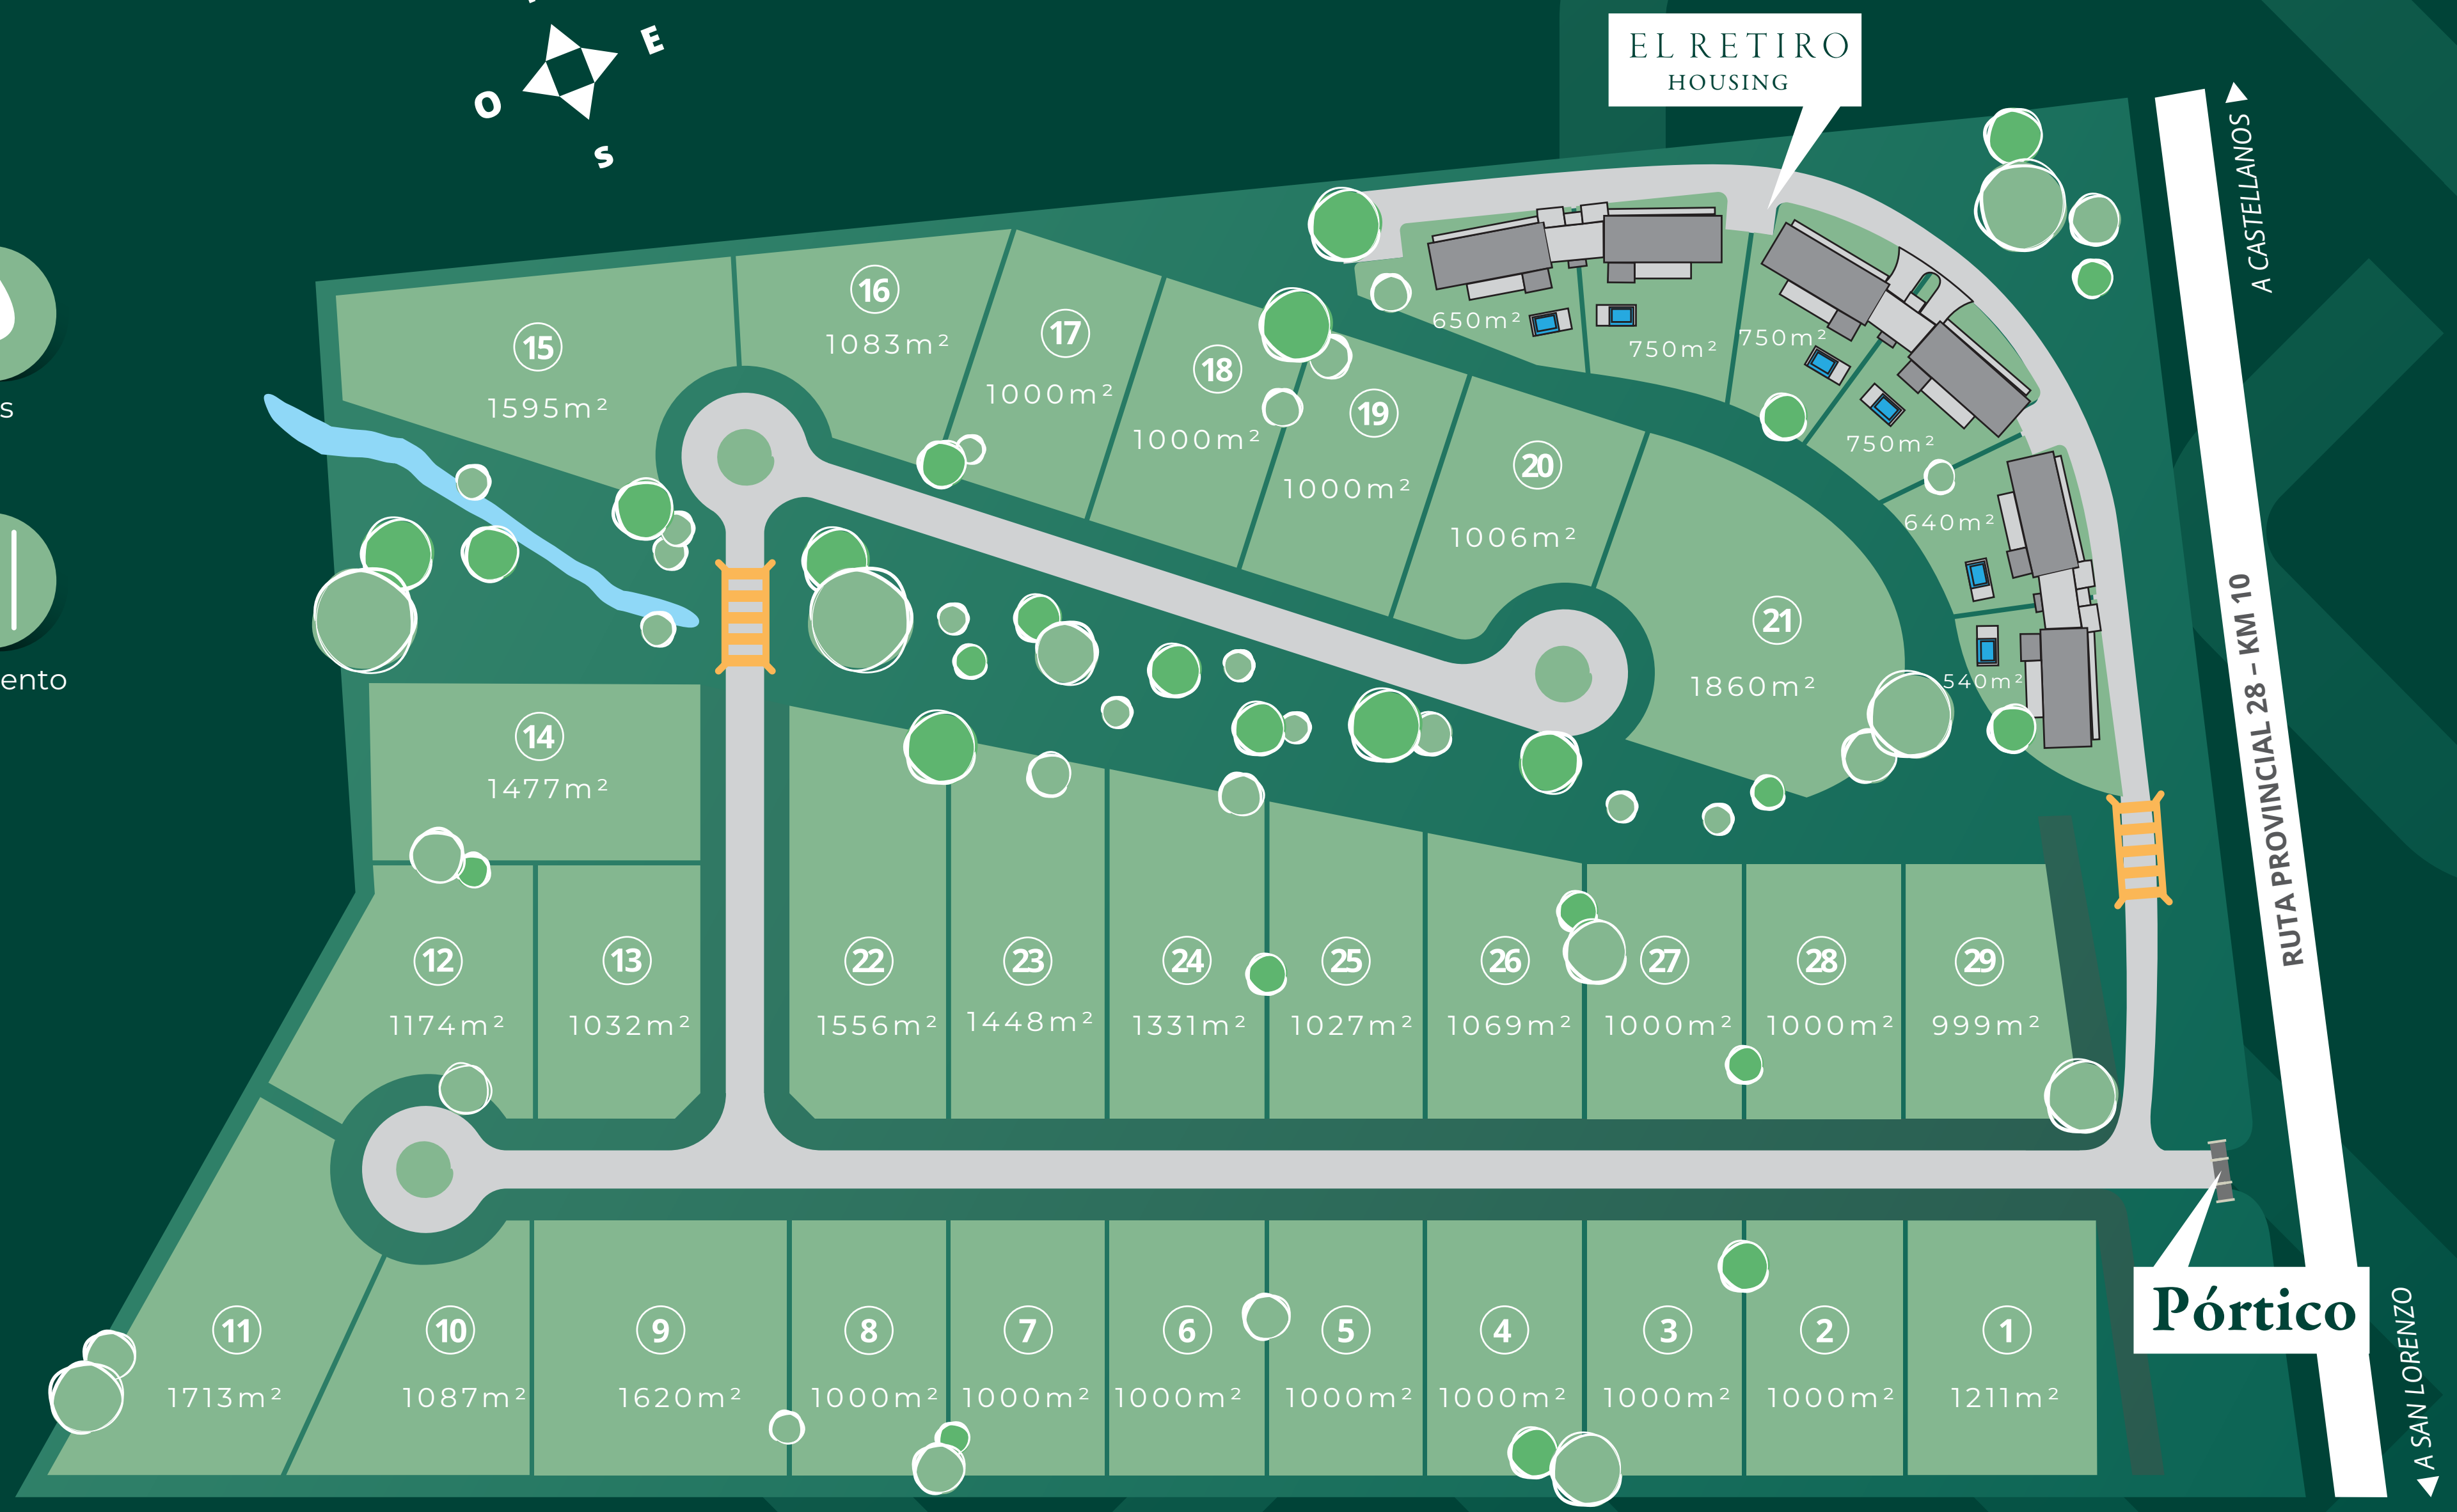 E
O
S
EL RETIRO
HOUSING
A CASTELLANOS
RUTA PROVINCIAL 28 – KM 10
A SAN LORENZO
Pórtico
s
ento
15
1595m²
16
1083m²
17
1000m²
18
1000m²
19
1000m²
20
1006m²
21
1860m²
650m²
750m²
750m²
750m²
640m²
540m²
14
1477m²
12
1174m²
13
1032m²
22
1556m²
23
1448m²
24
1331m²
25
1027m²
26
1069m²
27
1000m²
28
1000m²
29
999m²
11
1713m²
10
1087m²
9
1620m²
8
1000m²
7
1000m²
6
1000m²
5
1000m²
4
1000m²
3
1000m²
2
1000m²
1
1211m²